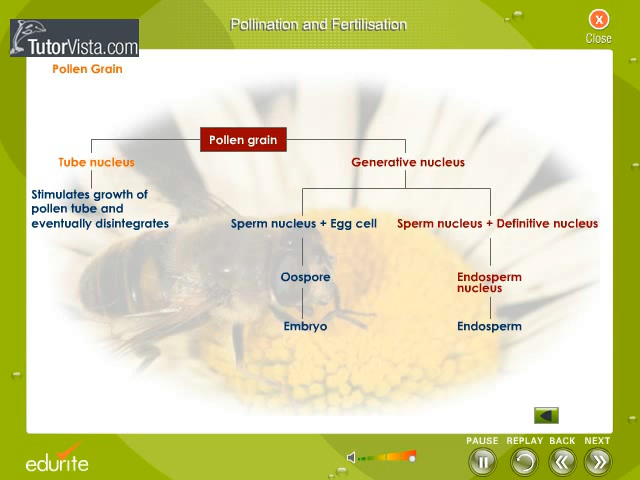 Pollination and Fertilisation
X
Close
TutorVista.com
Pollen Grain
Pollen grain
Tube nucleus
Generative nucleus
Stimulates growth of
pollen tube and
eventually disintegrates
Sperm nucleus + Egg cell
Sperm nucleus + Definitive nucleus
Oospore
Endosperm
nucleus
Embryo
Endosperm
PAUSE REPLAY BACK NEXT
edurite